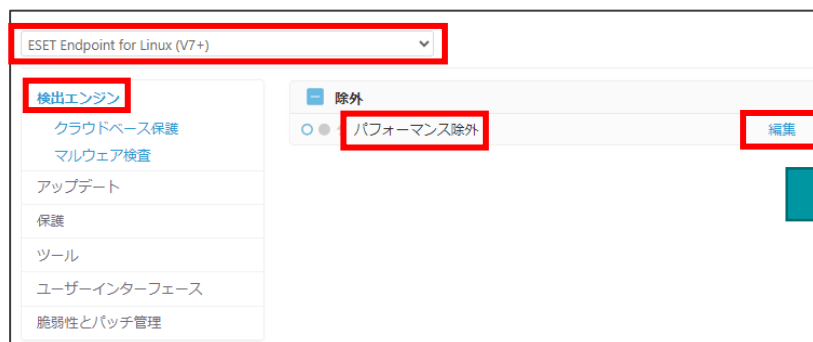 ESET Endpoint for Linux (V7+)
検出エンジン
クラウドベース保護
マルウェア検査
アップデート
保護
ツール
ユーザーインターフェース
脆弱性とパッチ管理
除外
パフォーマンス除外
編集